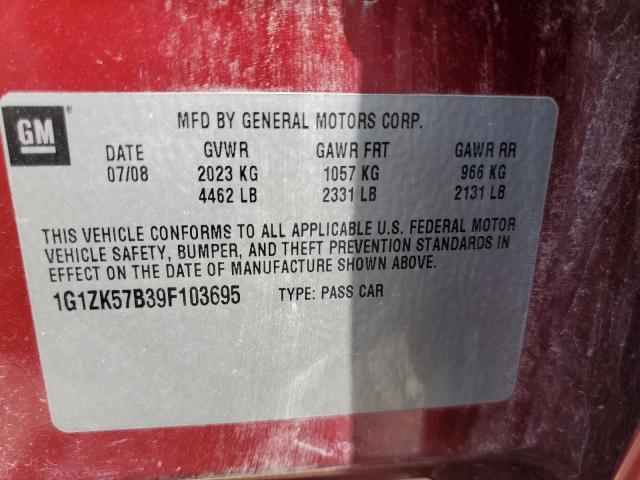 GM ®
MFD BY GENERAL MOTORS CORP.
DATE GVWR GAWR FRT GAWR RR
07/08 2023 KG 1057 KG 966 KG
4462 LB 2331 LB 2131 LB
THIS VEHICLE CONFORMS TO ALL APPLICABLE U.S. FEDERAL MOTOR
VEHICLE SAFETY, BUMPER, AND THEFT PREVENTION STANDARDS IN
EFFECT ON THE DATE OF MANUFACTURE SHOWN ABOVE.
1G1ZK57B39F103695 TYPE: PASS CAR